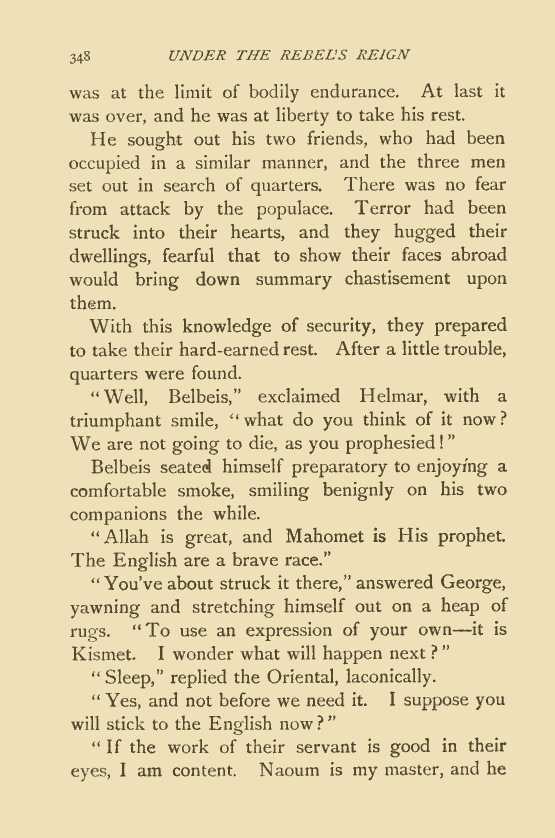 348 UNDER THE REBEL'S REIGN
was at the limit of bodily endurance. At last it
was over, and he was at liberty to take his rest.
He sought out his two friends, who had been
occupied in a similar manner, and the three men
set out in search of quarters. There was no fear
from attack by the populace. Terror had been
struck into their hearts, and they hugged their
dwellings, fearful that to show their faces abroad
would bring down summary chastisement upon
them.
With this knowledge of security, they prepared
to take their hard-earned rest. After a little trouble,
quarters were found.
"Well, Belbeis," exclaimed Helmar, with a
triumphant smile, "what do you think of it now?
We are not going to die, as you prophesied!"
Belbeis seated himself preparatory to enjoying a
comfortable smoke, smiling benignly on his two
companions the while.
"Allah is great, and Mahomet is His prophet.
The English are a brave race."
"You've about struck it there," answered George,
yawning and stretching himself out on a heap of
rugs. "To use an expression of your own—it is
Kismet. I wonder what will happen next?"
"Sleep," replied the Oriental, laconically.
"Yes, and not before we need it. I suppose you
will stick to the English now?"
"If the work of their servant is good in their
eyes, I am content. Naoum is my master, and he